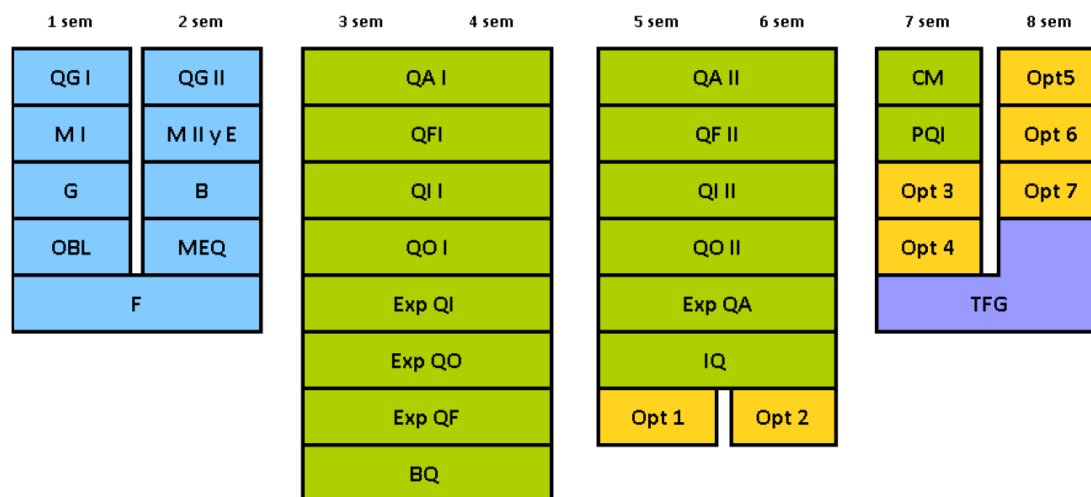 1 sem 2 sem 3 sem 4 sem 5 sem 6 sem 7 sem 8 sem
QG I QG II QA I QA II CM Opt5
M I M II y E QFI QF II PQI Opt 6
G B QI I QI II Opt 3 Opt 7
OBL MEQ QO I QO II Opt 4
F Exp QI Exp QA TFG
Exp QO IQ
Exp QF Opt 1 Opt 2
BQ